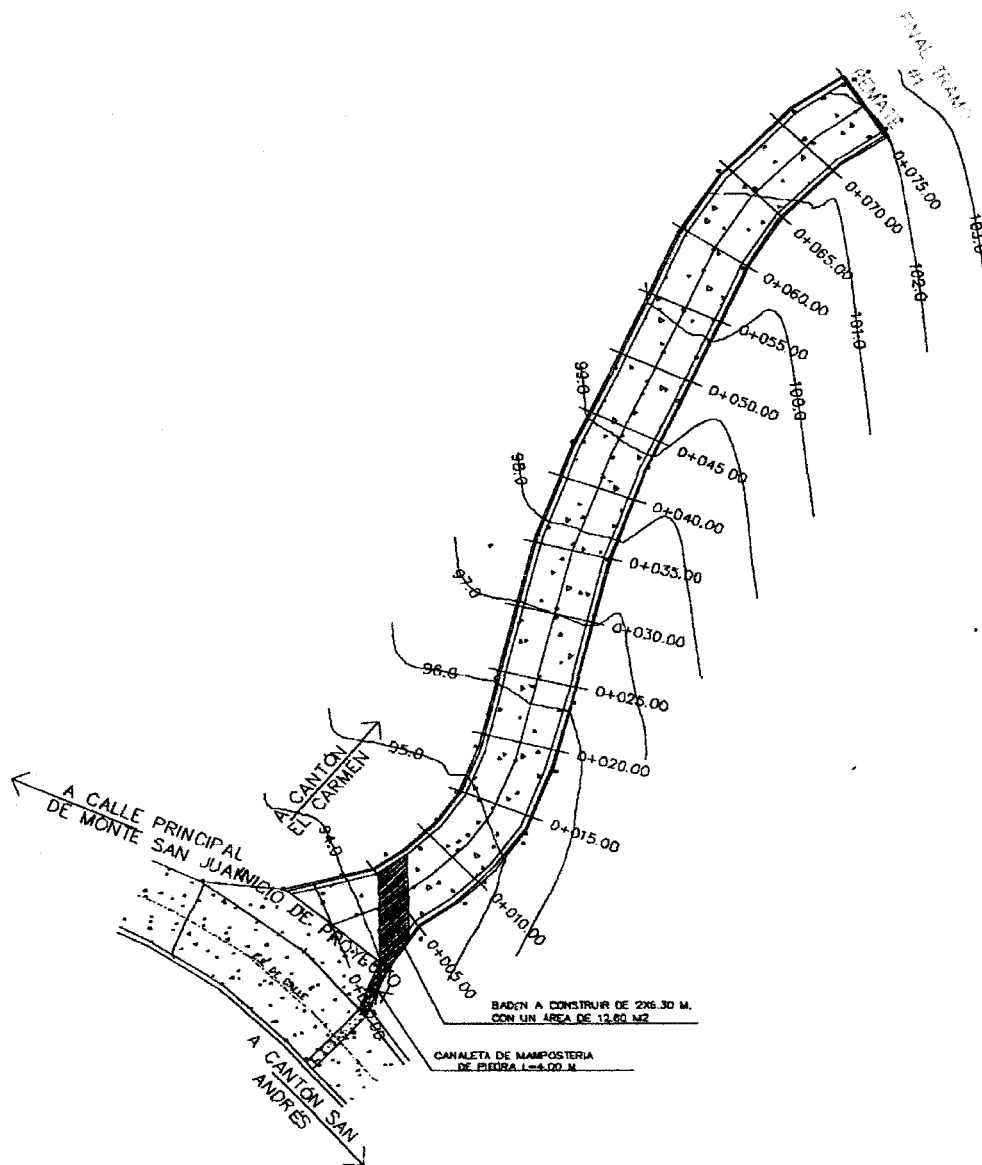 FINAL TRAMO
#1
REMATE
0+075.00
0+070.00
103.0
0+065.00
102.0
0+060.00
101.0
0+055.00
100.0
0+050.00
99.0
0+045.00
98.0
0+040.00
0+035.00
97.0
0+030.00
96.0
0+025.00
95.0
0+020.00
A CANTÓN
EL CARMEN
94.0
0+015.00
A CALLE PRINCIPAL
DE MONTE SAN JUAN
INICIO DE PROYECTO
0+010.00
0+005.00
EJE DE CALLE
BADEN A CONSTRUIR DE 2X6.30 M.
CON UN ÁREA DE 12.60 M2
CANALETA DE MAMPOSTERIA
DE PIEDRA L=4.00 M
A CANTÓN SAN
ANDRÉS